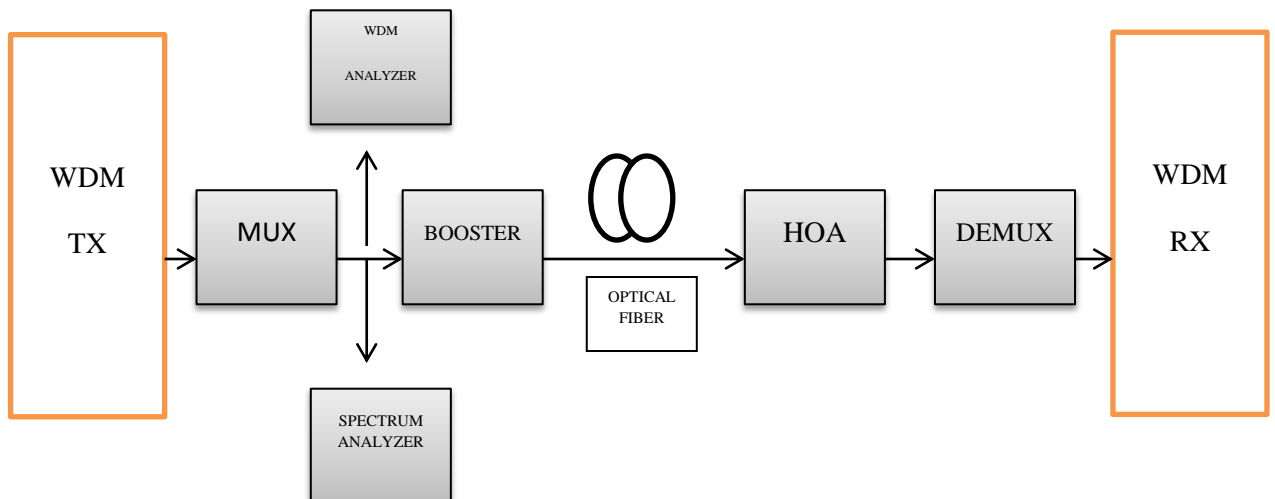 WDM
ANALYZER
WDM
TX
MUX
BOOSTER
OPTICAL
FIBER
HOA
DEMUX
WDM
RX
SPECTRUM
ANALYZER